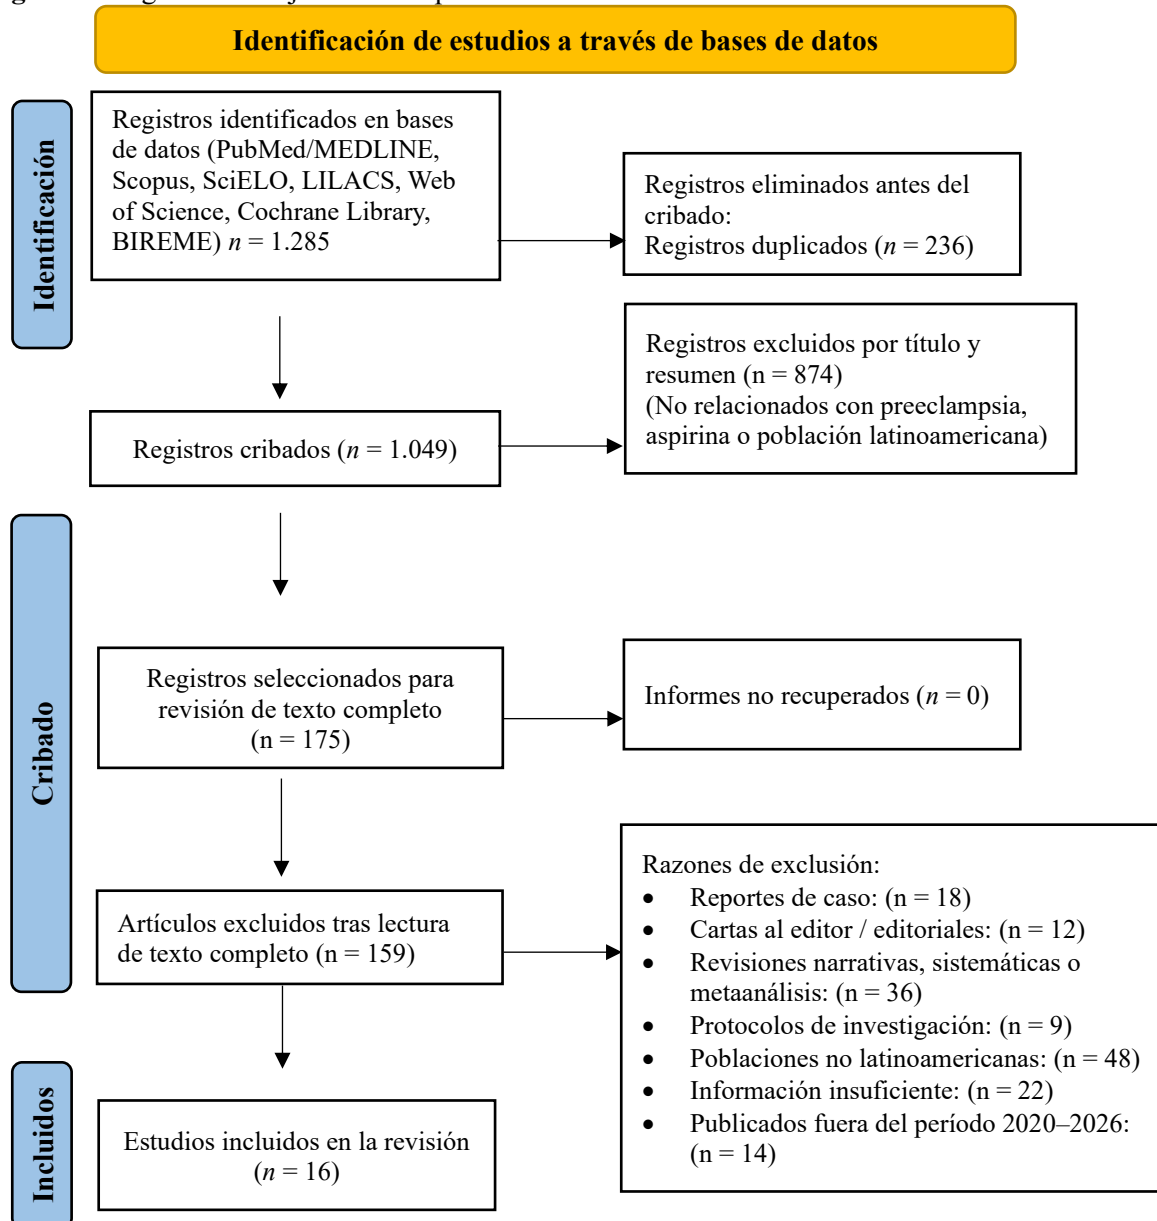 Identificación de estudios a través de bases de datos
Identificación
Registros identificados en bases
de datos (PubMed/MEDLINE,
Scopus, SciELO, LILACS, Web
of Science, Cochrane Library,
BIREME) n = 1.285
Registros eliminados antes del
cribado:
Registros duplicados (n = 236)
Registros excluidos por título y
resumen (n = 874)
(No relacionados con preeclampsia,
aspirina o población latinoamericana)
Registros cribados (n = 1.049)
Cribado
Registros seleccionados para
revisión de texto completo
(n = 175)
Informes no recuperados (n = 0)
Artículos excluidos tras lectura
de texto completo (n = 159)
Razones de exclusión:
• Reportes de caso: (n = 18)
• Cartas al editor / editoriales: (n = 12)
• Revisiones narrativas, sistemáticas o
metaanálisis: (n = 36)
• Protocolos de investigación: (n = 9)
• Poblaciones no latinoamericanas: (n = 48)
• Información insuficiente: (n = 22)
• Publicados fuera del período 2020–2026:
(n = 14)
Incluidos
Estudios incluidos en la revisión
(n = 16)